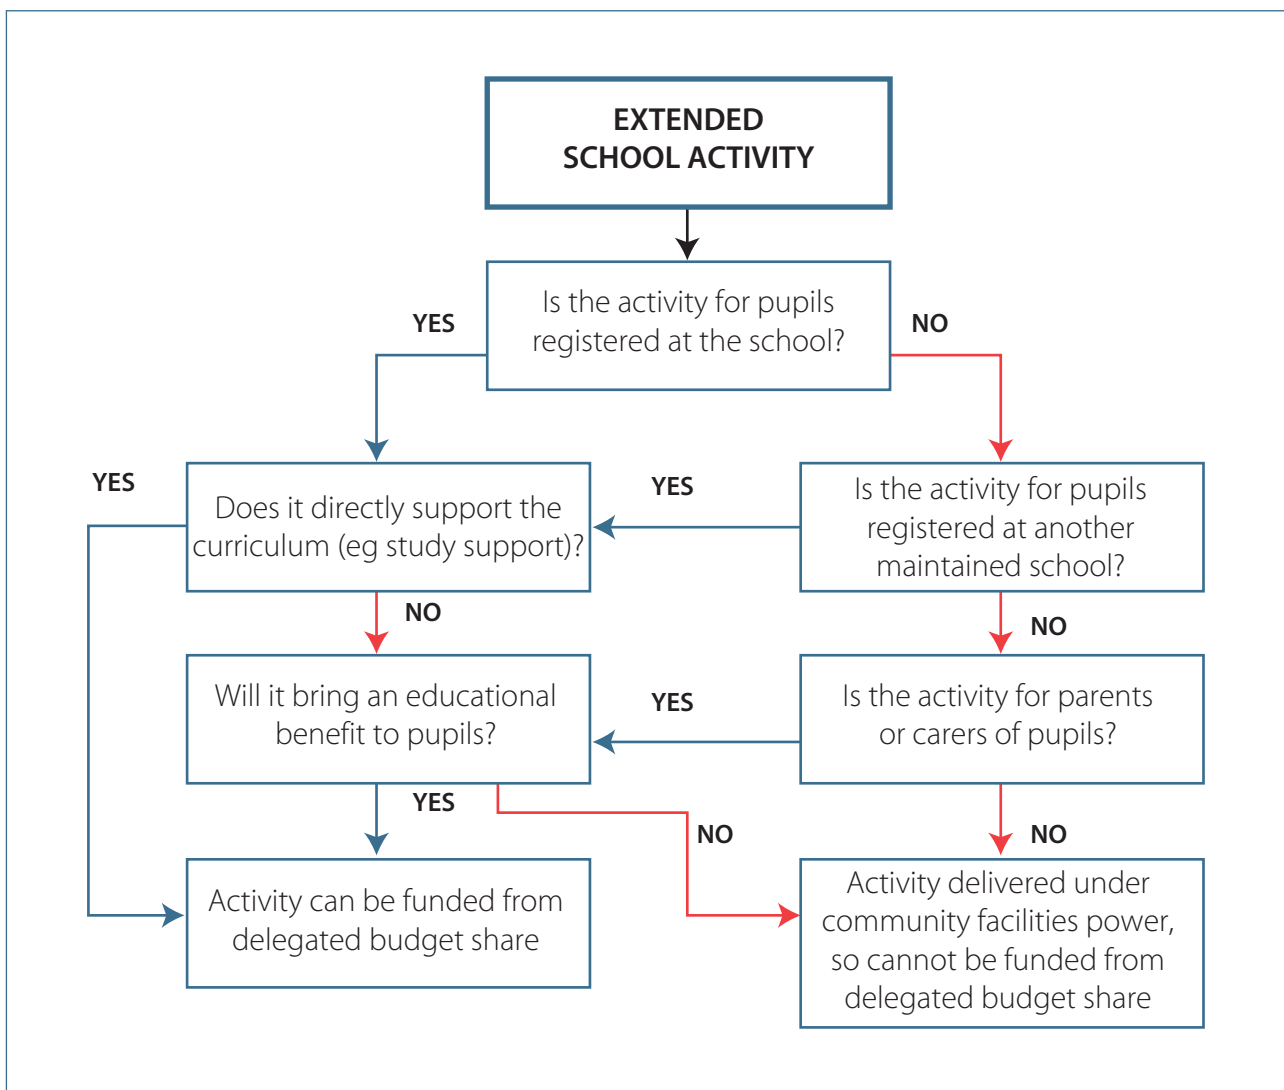 EXTENDED
SCHOOL ACTIVITY
Is the activity for pupils
registered at the school?
YES
NO
YES
Does it directly support the
curriculum (eg study support)?
YES
Is the activity for pupils
registered at another
maintained school?
NO
NO
Will it bring an educational
benefit to pupils?
YES
Is the activity for parents
or carers of pupils?
YES
NO
NO
Activity can be funded from
delegated budget share
Activity delivered under
community facilities power,
so cannot be funded from
delegated budget share